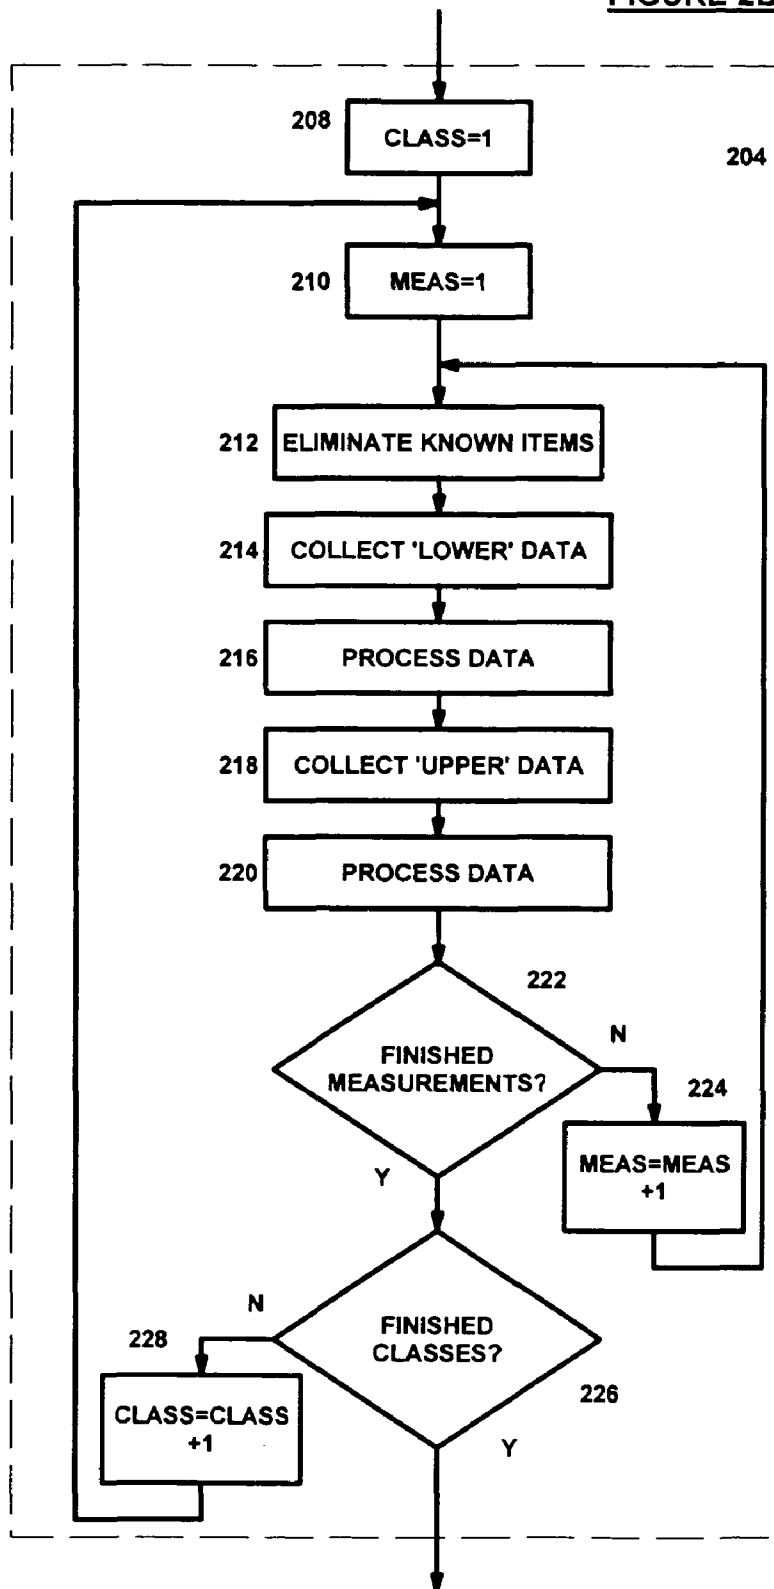 FIGURE 2B
208
CLASS=1
204
210
MEAS=1
212
ELIMINATE KNOWN ITEMS
214
COLLECT 'LOWER' DATA
216
PROCESS DATA
218
COLLECT 'UPPER' DATA
220
PROCESS DATA
222
FINISHED
MEASUREMENTS?
N
224
MEAS=MEAS
+1
Y
N
FINISHED
CLASSES?
228
226
CLASS=CLASS
+1
Y